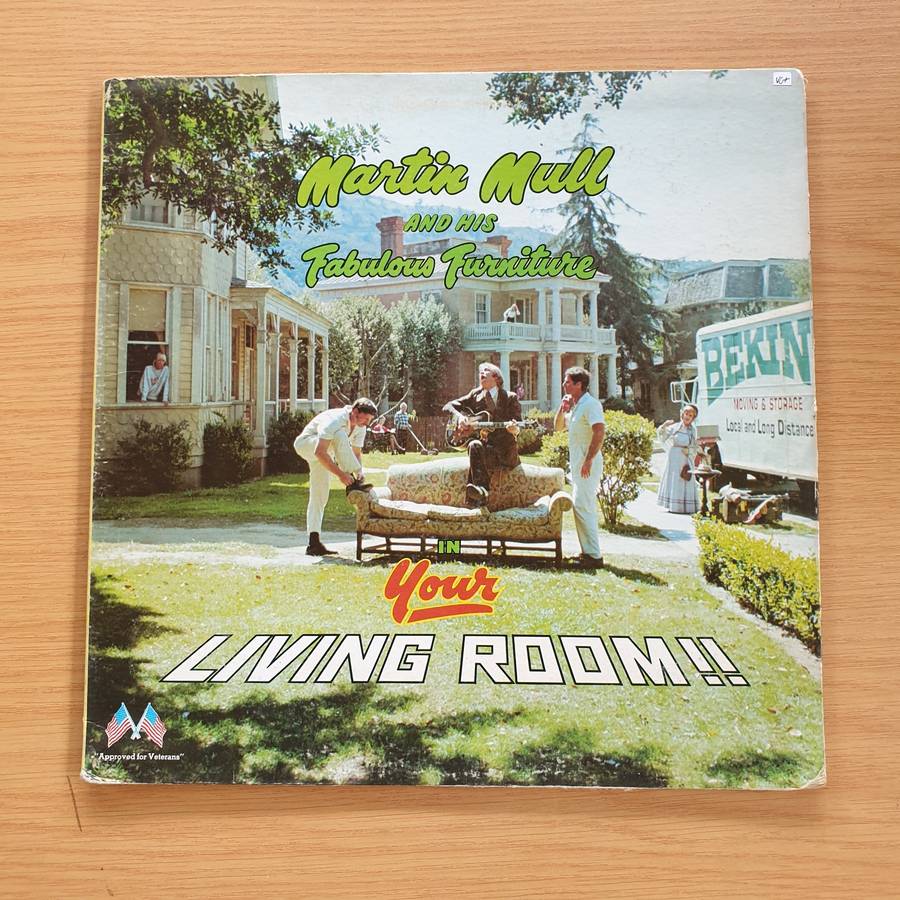 VG+
Martin Mull
AND HIS
Fabulous Furniture
BEKIN
MOVING & STORAGE
Local and Long Distance
IN
Your
LIVING ROOM!!
"Approved for Veterans"